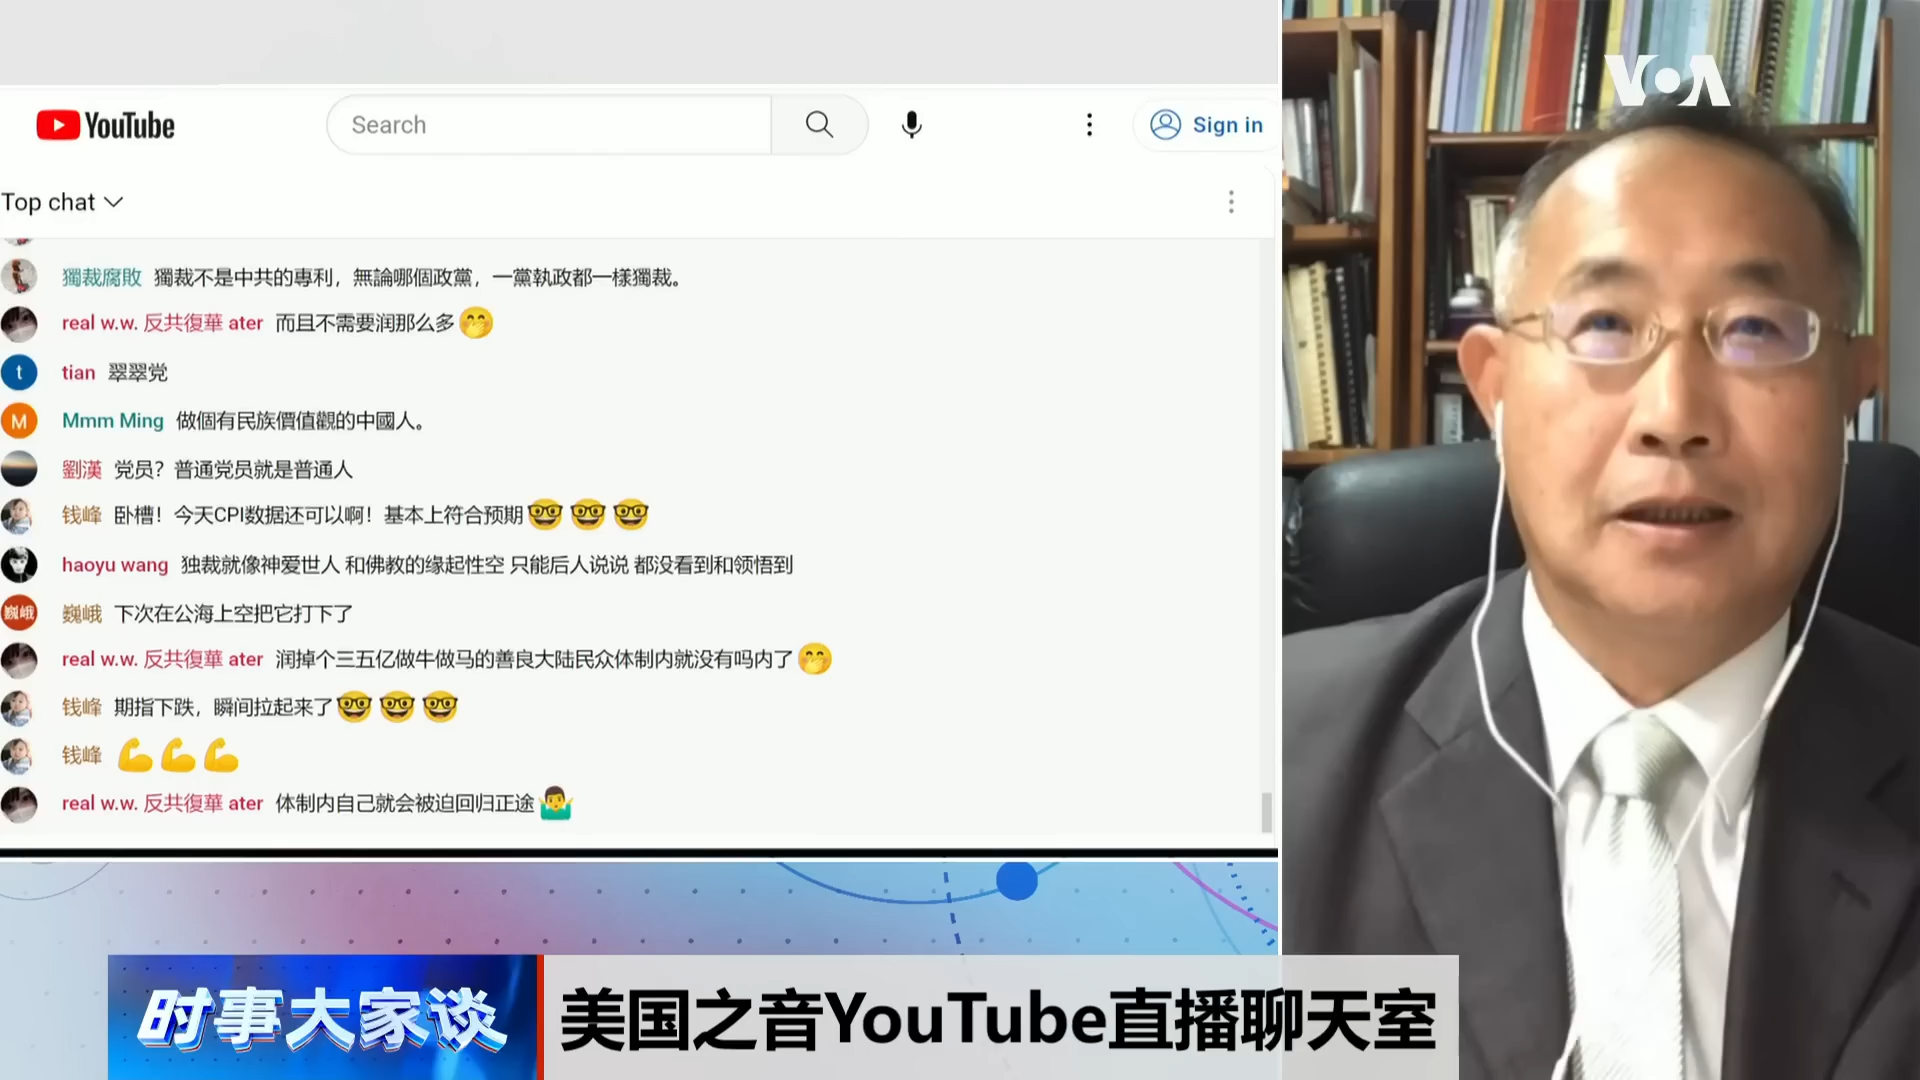 VOA
YouTube
Search
Sign in
Top chat
獨裁腐敗 獨裁不是中共的專利，無論哪個政黨，一黨執政都一樣獨裁。
real w.w. 反共復華 ater 而且不需要润那么多🤭
t tian 翠翠党
M Mmm Ming 做個有民族價值觀的中國人。
劉漢 党员？普通党员就是普通人
钱峰 卧槽！今天CPI数据还可以啊！基本上符合预期🤓🤓🤓
haoyu wang 独裁就像神爱世人 和佛教的缘起性空 只能后人说说 都没看到和领悟到
巍峨 巍峨 下次在公海上空把它打下了
real w.w. 反共復華 ater 润掉个三五亿做牛做马的善良大陆民众体制内就没有吗内了🤭
钱峰 期指下跌，瞬间拉起来了🤓🤓🤓
钱峰 💪💪💪
real w.w. 反共復華 ater 体制内自己就会被迫回归正途🤷‍♂️
时事大家谈
美国之音YouTube直播聊天室